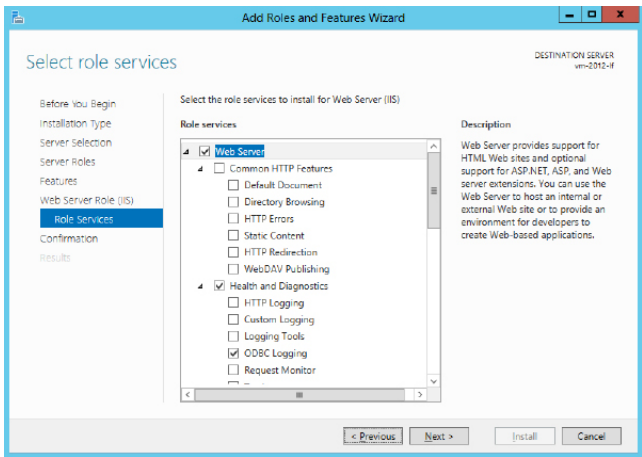 Add Roles and Features Wizard
Select role services
DESTINATION SERVER
vm-2012-lf
Before You Begin
Installation Type
Server Selection
Server Roles
Features
Web Server Role (IIS)
Role Services
Confirmation
Results
Select the role services to install for Web Server (IIS)
Role services
Web Server
Common HTTP Features
Default Document
Directory Browsing
HTTP Errors
Static Content
HTTP Redirection
WebDAV Publishing
Health and Diagnostics
HTTP Logging
Custom Logging
Logging Tools
ODBC Logging
Request Monitor
Description
Web Server provides support for
HTML Web sites and optional
support for ASP.NET, ASP, and Web
server extensions. You can use the
Web Server to host an internal or
external Web site or to provide an
environment for developers to
create Web-based applications.
< Previous
Next >
Install
Cancel